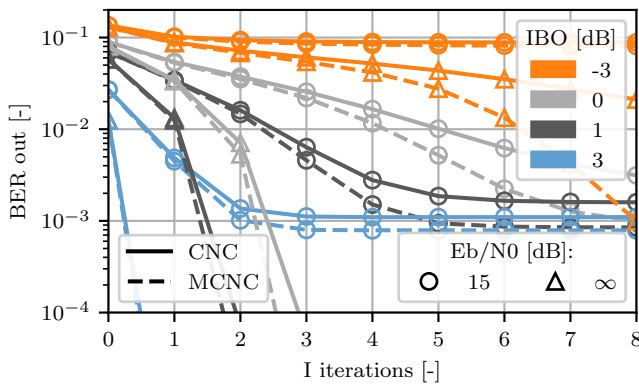 10⁻¹
10⁻²
10⁻³
10⁻⁴
BER out [-]
IBO [dB]
-3
0
1
3
CNC
MCNC
Eb/N0 [dB]:
15 ∞
0 1 2 3 4 5 6 7 8
I iterations [-]